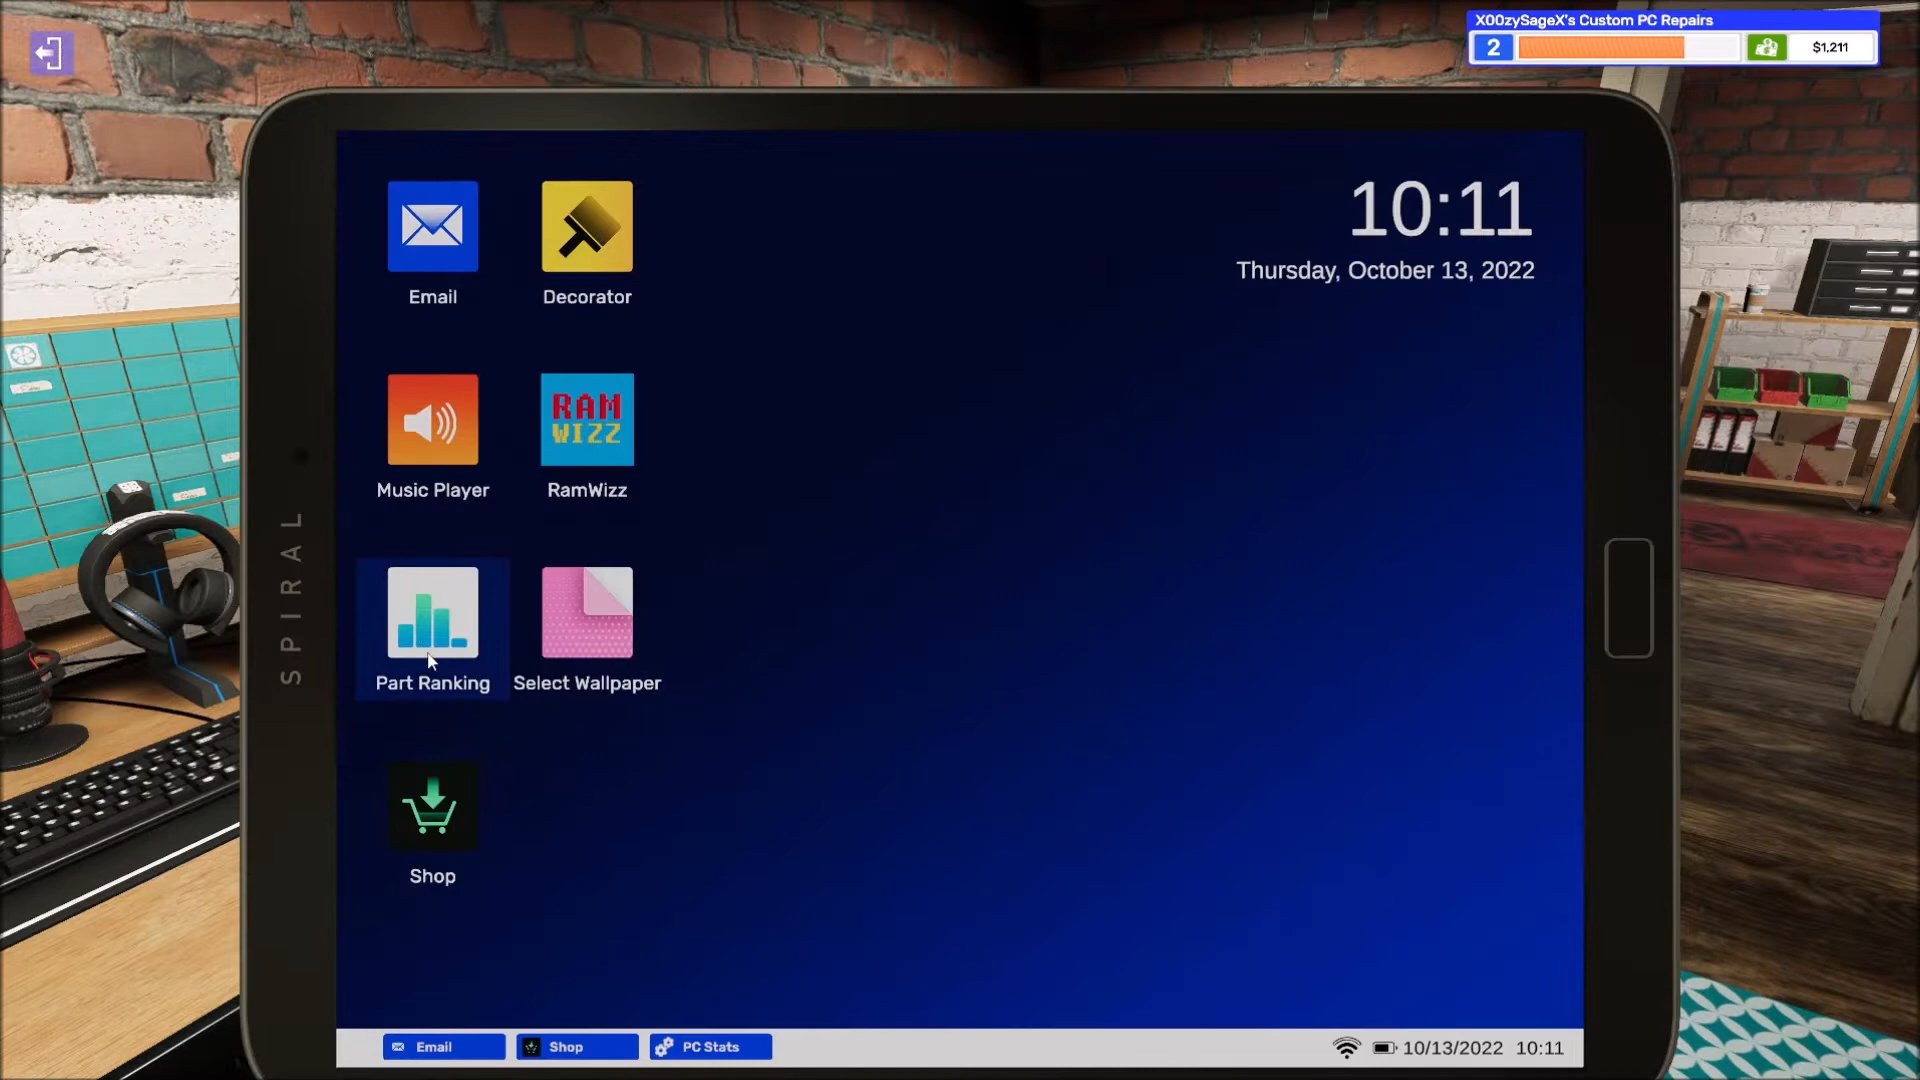 X00zySageX's Custom PC Repairs
2
$1,211
10:11
Thursday, October 13, 2022
Email
Decorator
RAM
WIZZ
Music Player
RamWizz
Part Ranking
Select Wallpaper
Shop
SPIRAL
Email
Shop
PC Stats
10/13/2022
10:11